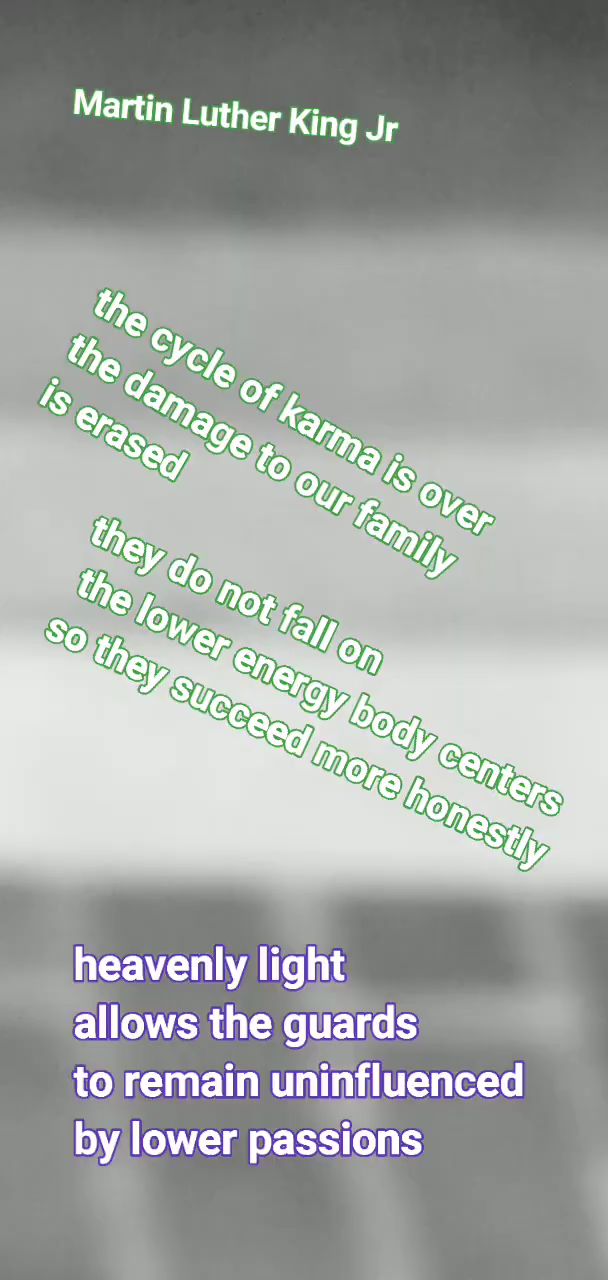 Martin Luther King Jr
the cycle of karma is over
the damage to our family
is erased
they do not fall on
the lower energy body centers
so they succeed more honestly
heavenly light
allows the guards
to remain uninfluenced
by lower passions